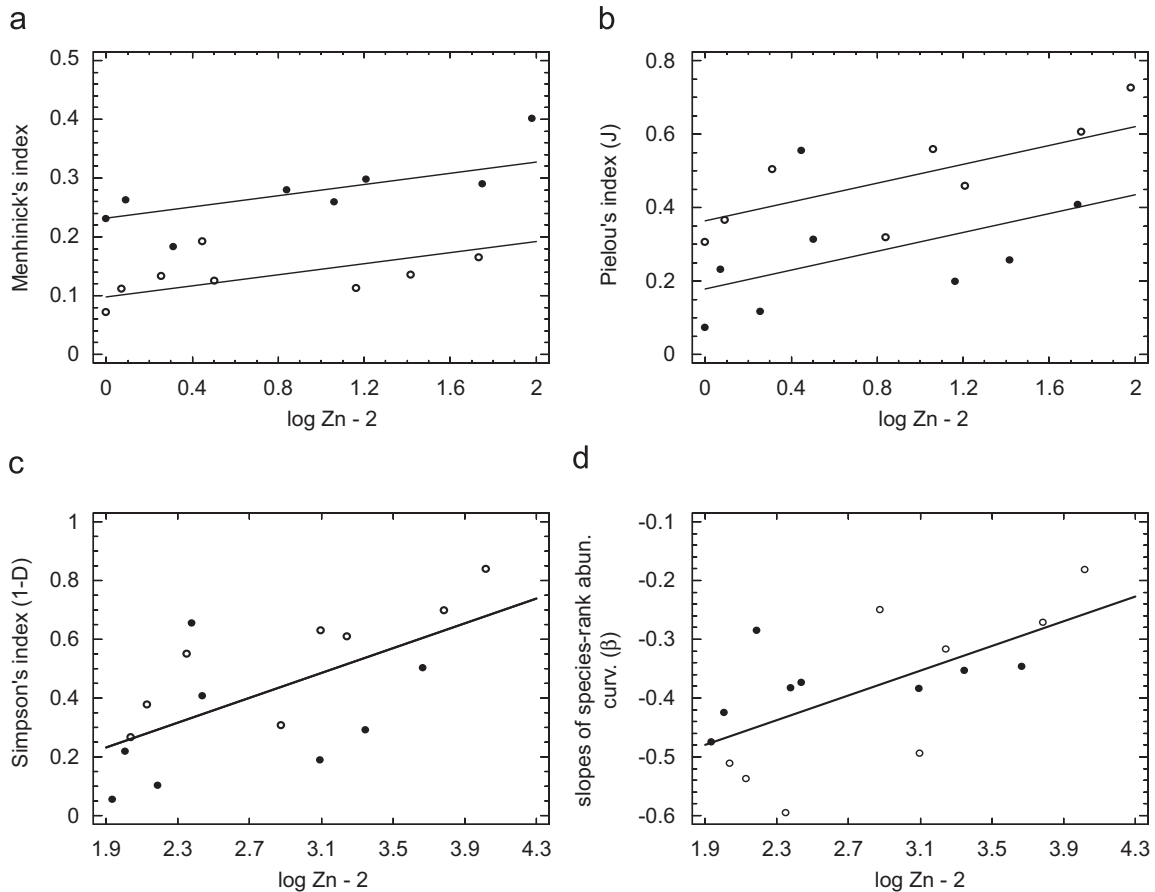 a
0.5
0.4
0.3
0.2
0.1
0
Menhinick's index
0 0.4 0.8 1.2 1.6 2
log Zn - 2
b
0.8
0.6
0.4
0.2
0
Pielou's index (J)
0 0.4 0.8 1.2 1.6 2
log Zn - 2
c
1
0.8
0.6
0.4
0.2
0
Simpson's index (1-D)
1.9 2.3 2.7 3.1 3.5 3.9 4.3
log Zn - 2
d
-0.1
-0.2
-0.3
-0.4
-0.5
-0.6
slopes of species-rank abun.
curv. (β)
1.9 2.3 2.7 3.1 3.5 3.9 4.3
log Zn - 2